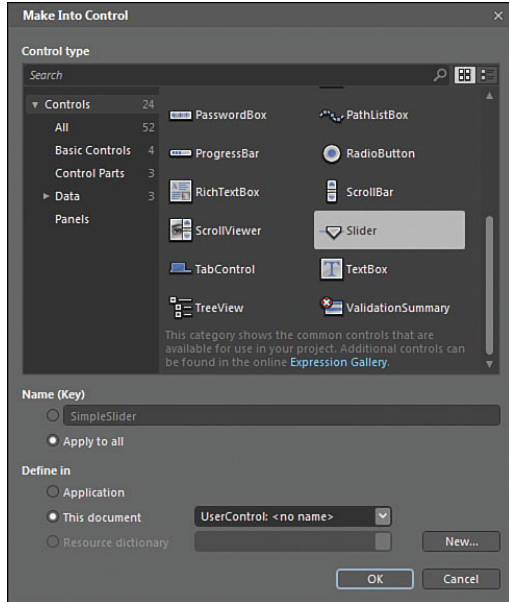 Make Into Control
Control type
Search
Controls 24
All 52
Basic Controls 4
Control Parts 3
Data 3
Panels
PasswordBox PathListBox
ProgressBar RadioButton
RichTextBox ScrollBar
ScrollViewer Slider
TabControl TextBox
TreeView ValidationSummary
This category shows the common controls that are
available for use in your project. Additional controls can
be found in the online Expression Gallery.
Name (Key)
SimpleSlider
Apply to all
Define in
Application
This document UserControl: <no name>
Resource dictionary New...
OK Cancel